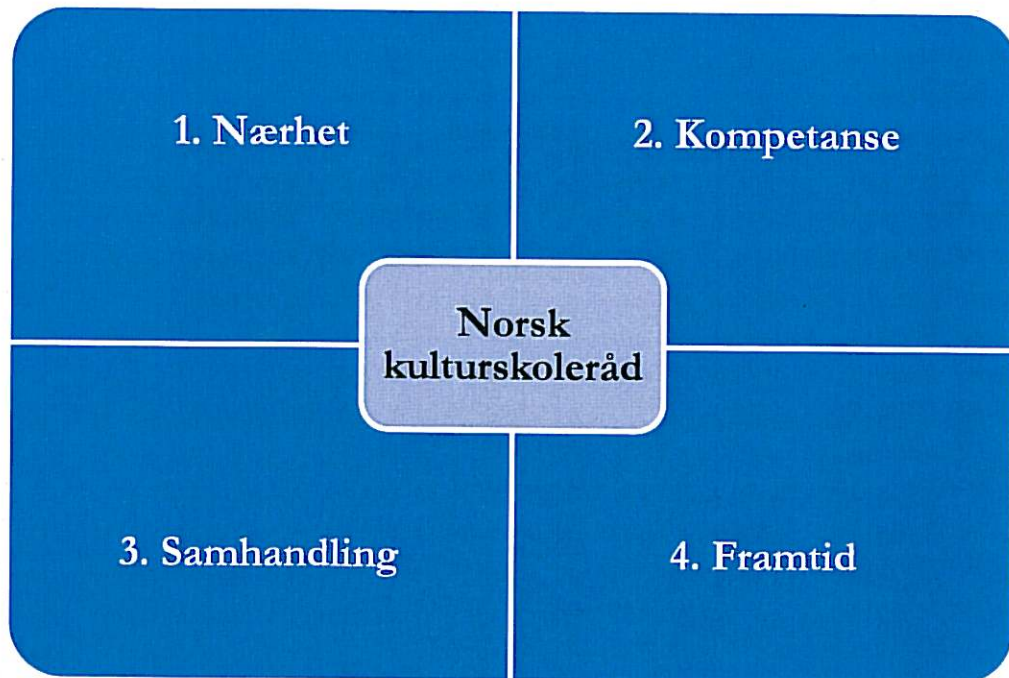 1. Nærhet
2. Kompetanse
Norsk
kulturskoleråd
3. Samhandling
4. Framtid